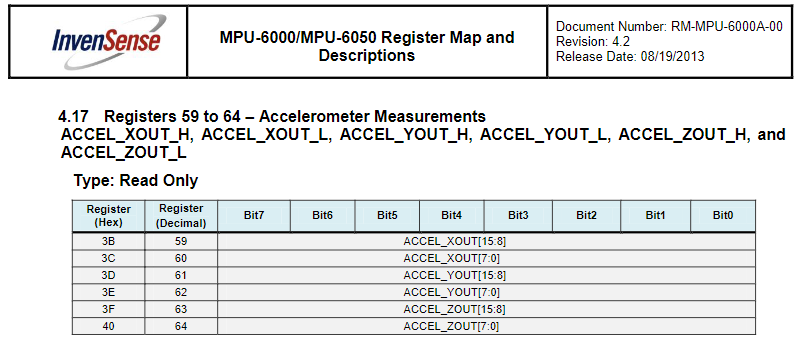 InvenSense
MPU-6000/MPU-6050 Register Map and
Descriptions
Document Number: RM-MPU-6000A-00
Revision: 4.2
Release Date: 08/19/2013
4.17 Registers 59 to 64 – Accelerometer Measurements
ACCEL_XOUT_H, ACCEL_XOUT_L, ACCEL_YOUT_H, ACCEL_YOUT_L, ACCEL_ZOUT_H, and
ACCEL_ZOUT_L
Type: Read Only
Register (Hex) Register (Decimal) Bit7 Bit6 Bit5 Bit4 Bit3 Bit2 Bit1 Bit0
3B 59 ACCEL_XOUT[15:8]
3C 60 ACCEL_XOUT[7:0]
3D 61 ACCEL_YOUT[15:8]
3E 62 ACCEL_YOUT[7:0]
3F 63 ACCEL_ZOUT[15:8]
40 64 ACCEL_ZOUT[7:0]